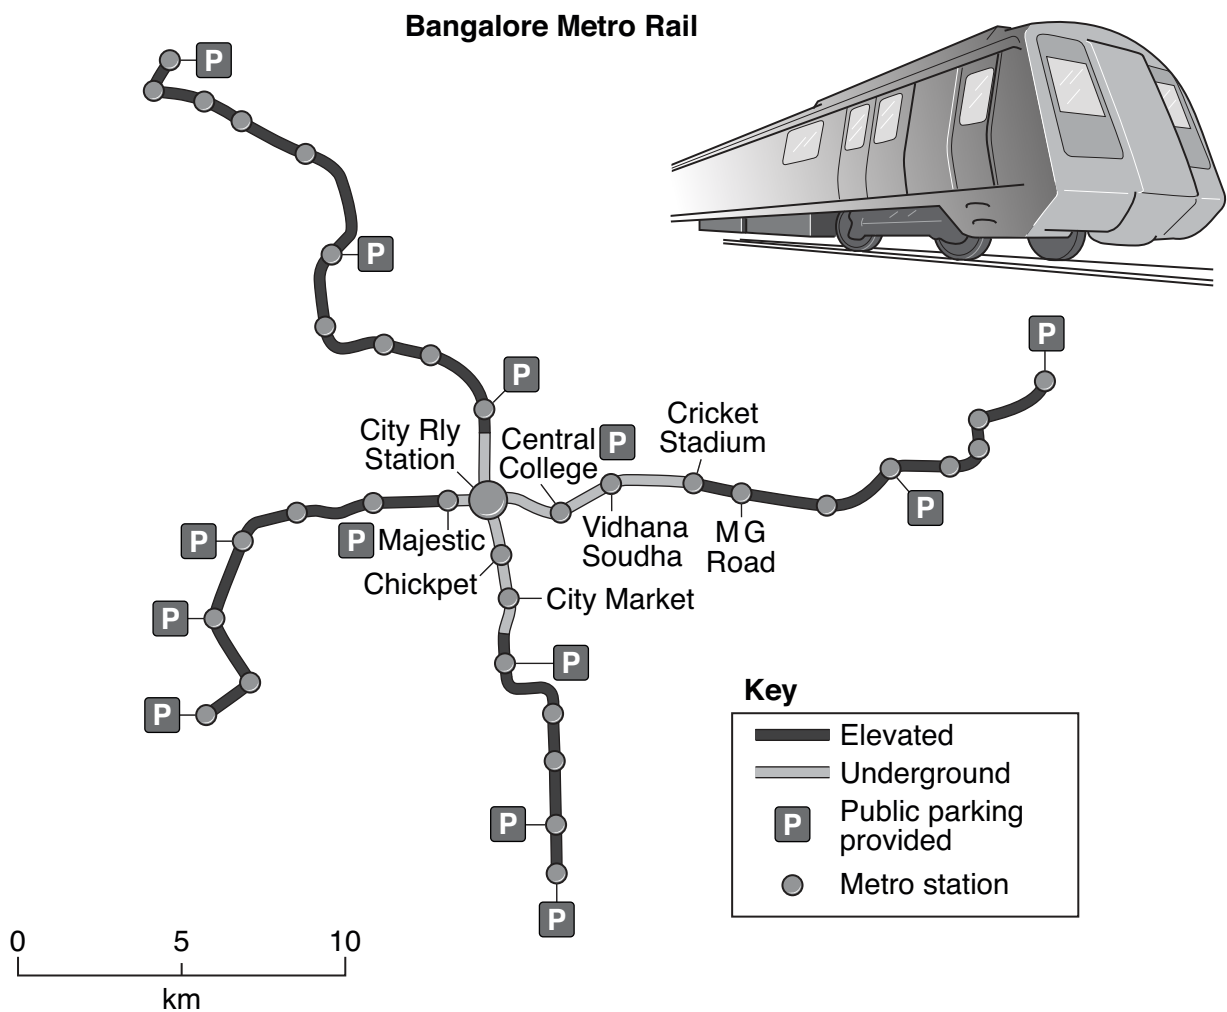 Bangalore Metro Rail
P
P
P
P
City Rly
Station
Central
College
P
Cricket
Stadium
P
P
P
Majestic
Vidhana
Soudha
M G
Road
Chickpet
City Market
P
P
P
P
P
Key
Elevated
Underground
P
Public parking
provided
Metro station
0 5 10
km